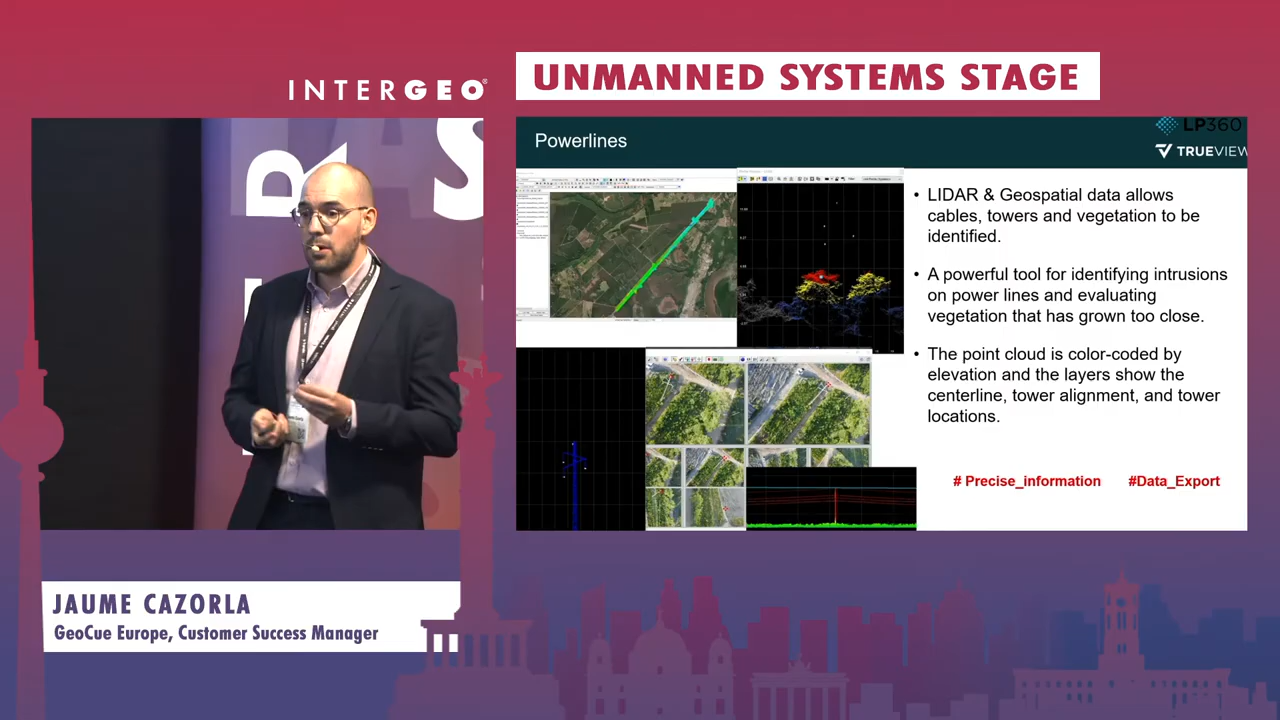 INTERGEO®
UNMANNED SYSTEMS STAGE
Powerlines
LP360
TRUEVIEW
• LIDAR & Geospatial data allows
cables, towers and vegetation to be
identified.
• A powerful tool for identifying intrusions
on power lines and evaluating
vegetation that has grown too close.
• The point cloud is color-coded by
elevation and the layers show the
centerline, tower alignment, and tower
locations.
# Precise_information #Data_Export
JAUME CAZORLA
GeoCue Europe, Customer Success Manager